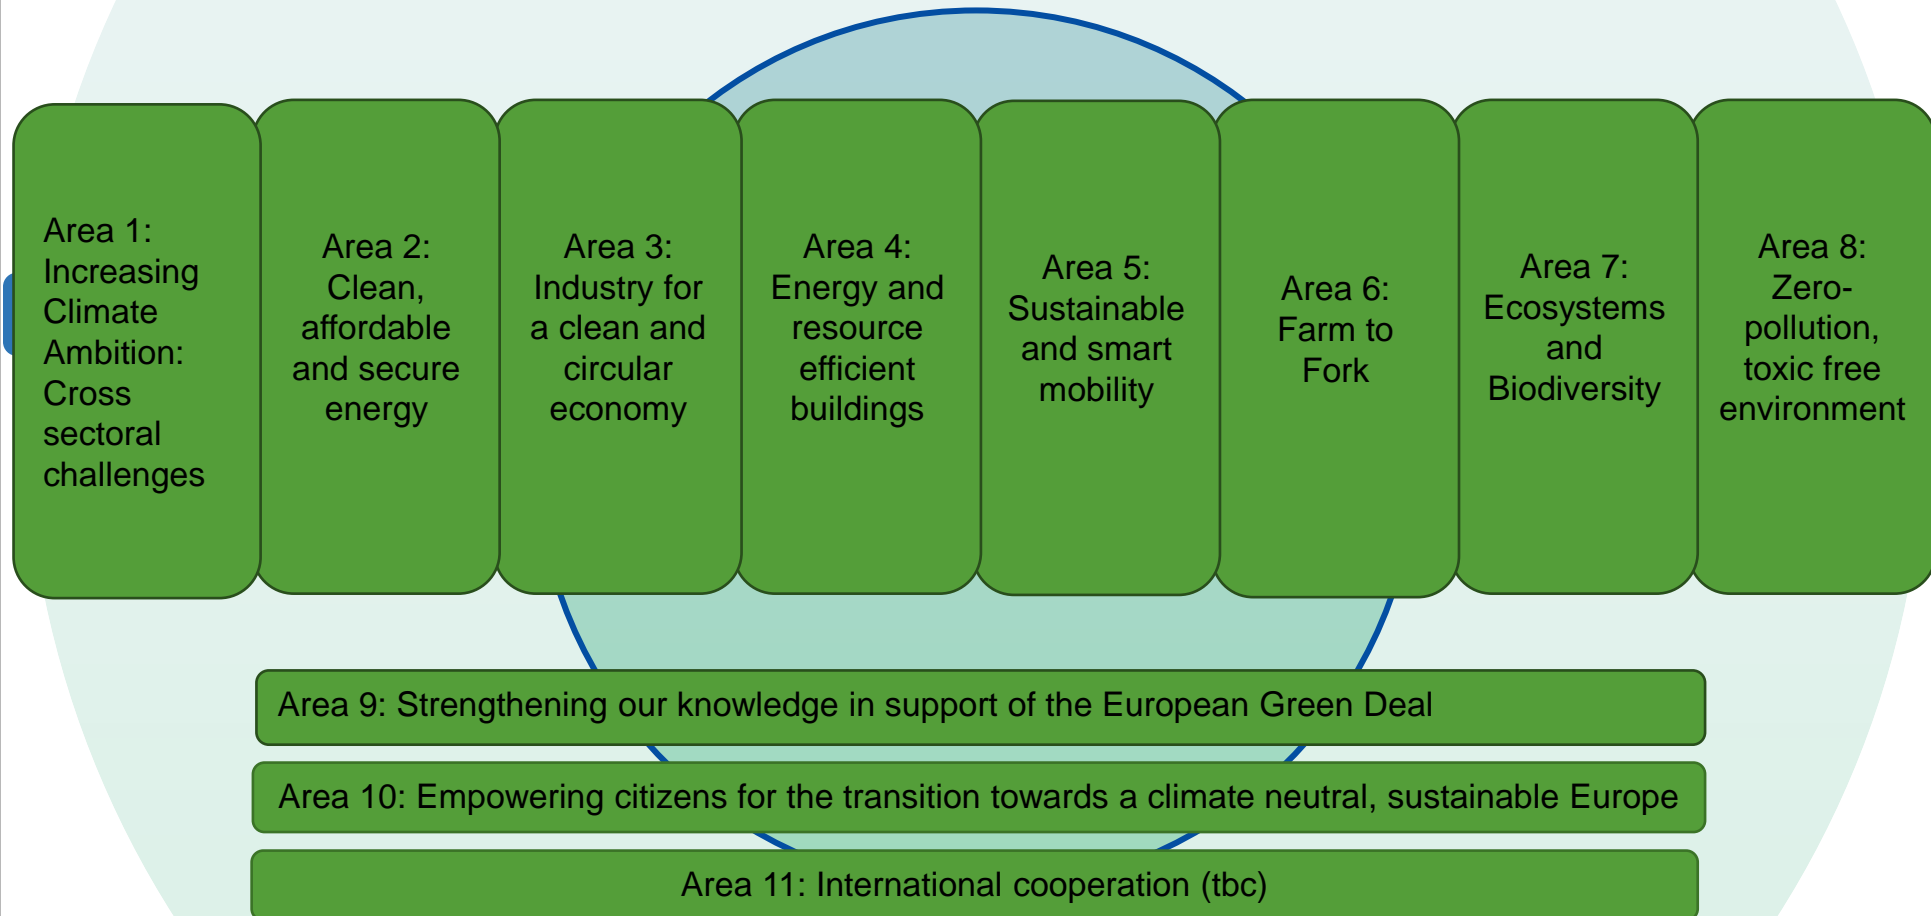 Area 1:
Increasing
Climate
Ambition:
Cross
sectoral
challenges
Area 2:
Clean,
affordable
and secure
energy
Area 3:
Industry for
a clean and
circular
economy
Area 4:
Energy and
resource
efficient
buildings
Area 5:
Sustainable
and smart
mobility
Area 6:
Farm to
Fork
Area 7:
Ecosystems
and
Biodiversity
Area 8:
Zero-
pollution,
toxic free
environment
Area 9: Strengthening our knowledge in support of the European Green Deal
Area 10: Empowering citizens for the transition towards a climate neutral, sustainable Europe
Area 11: International cooperation (tbc)